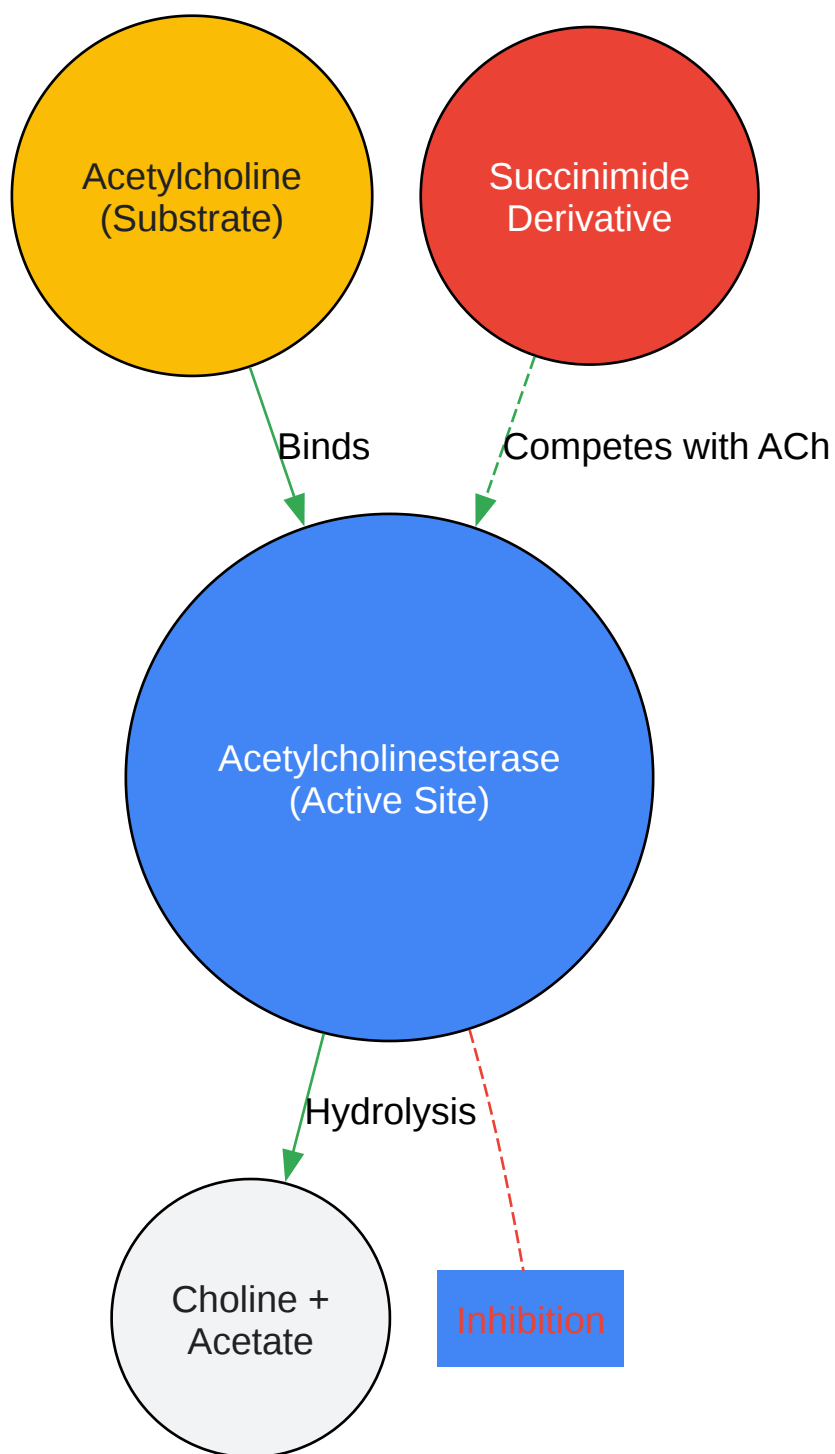 Acetylcholine
(Substrate)
Succinimide
Derivative
Binds
Competes with ACh
Acetylcholinesterase
(Active Site)
Hydrolysis
Choline +
Acetate
Inhibition